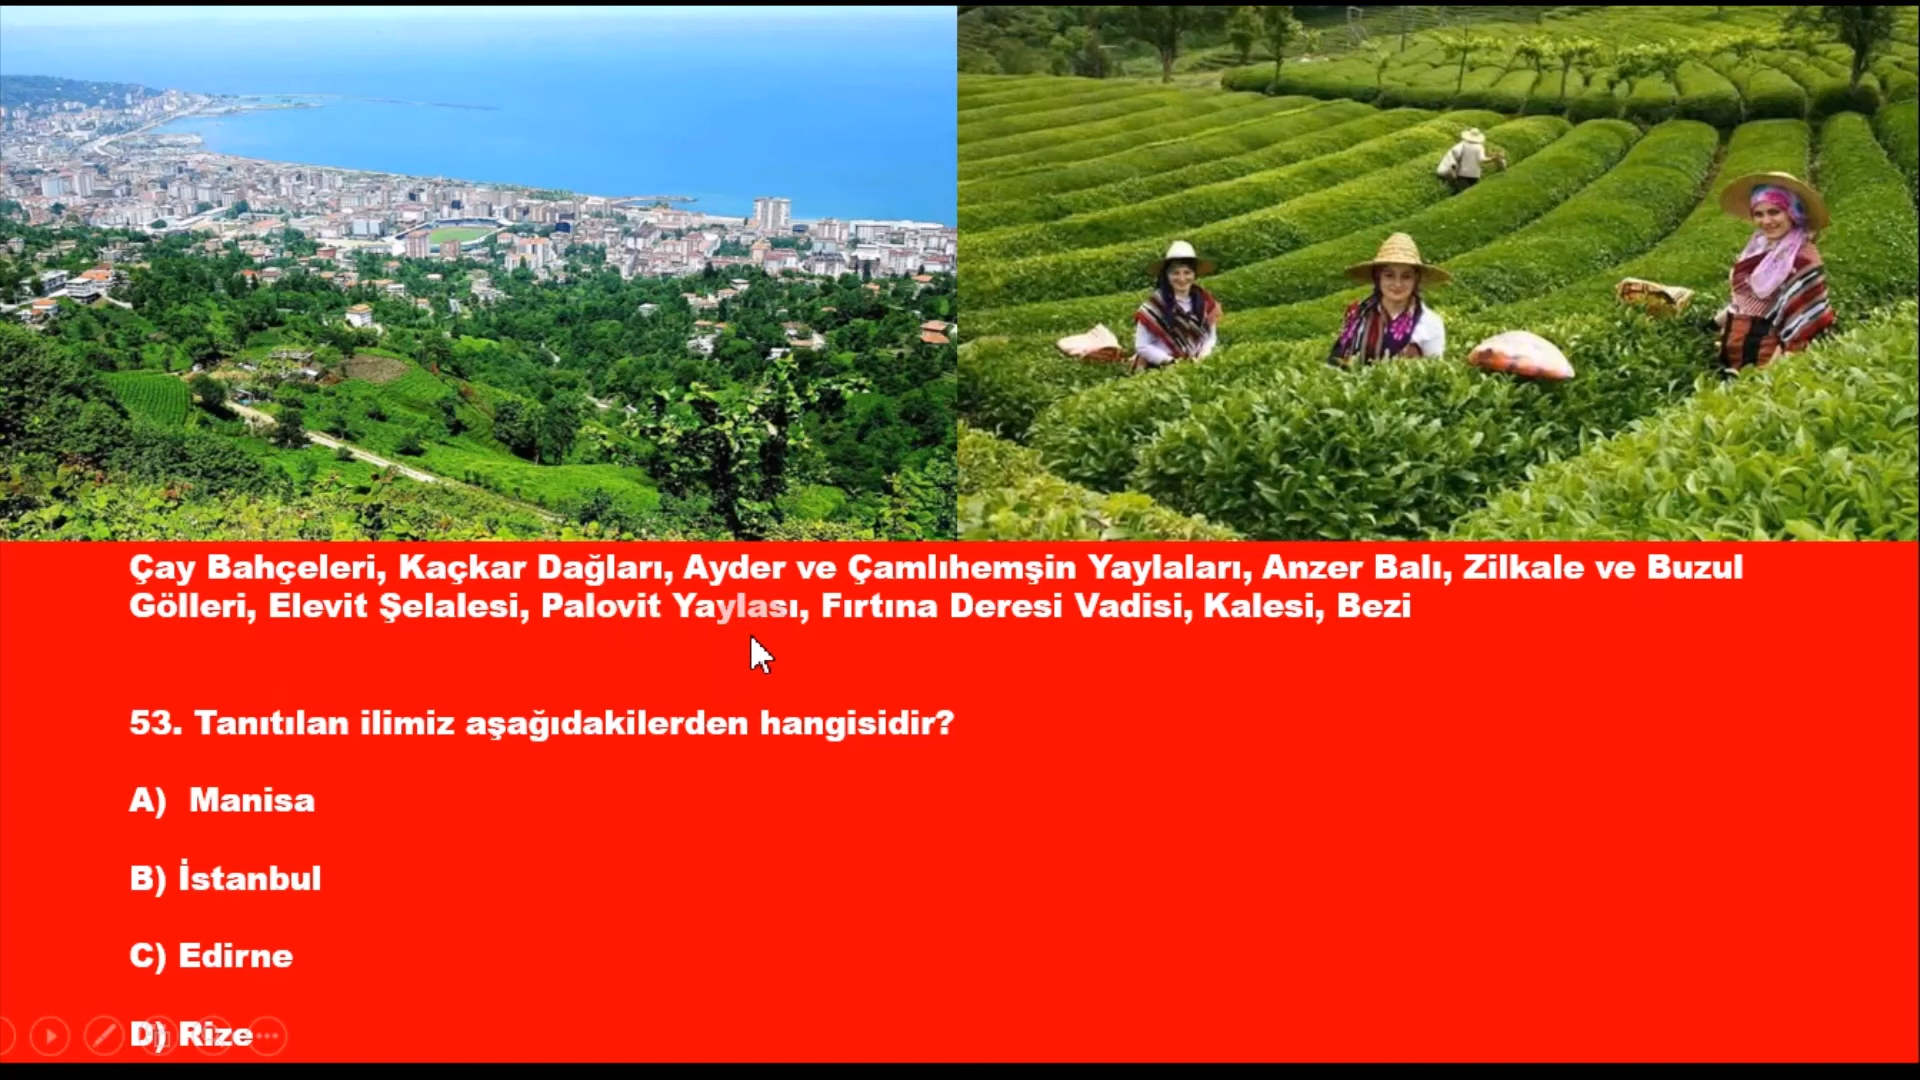 Çay Bahçeleri, Kaçkar Dağları, Ayder ve Çamlıhemşin Yaylaları, Anzer Balı, Zilkale ve Buzul
Gölleri, Elevit Şelalesi, Palovit Yaylası, Fırtına Deresi Vadisi, Kalesi, Bezi
53. Tanıtılan ilimiz aşağıdakilerden hangisidir?
A) Manisa
B) İstanbul
C) Edirne
D) Rize